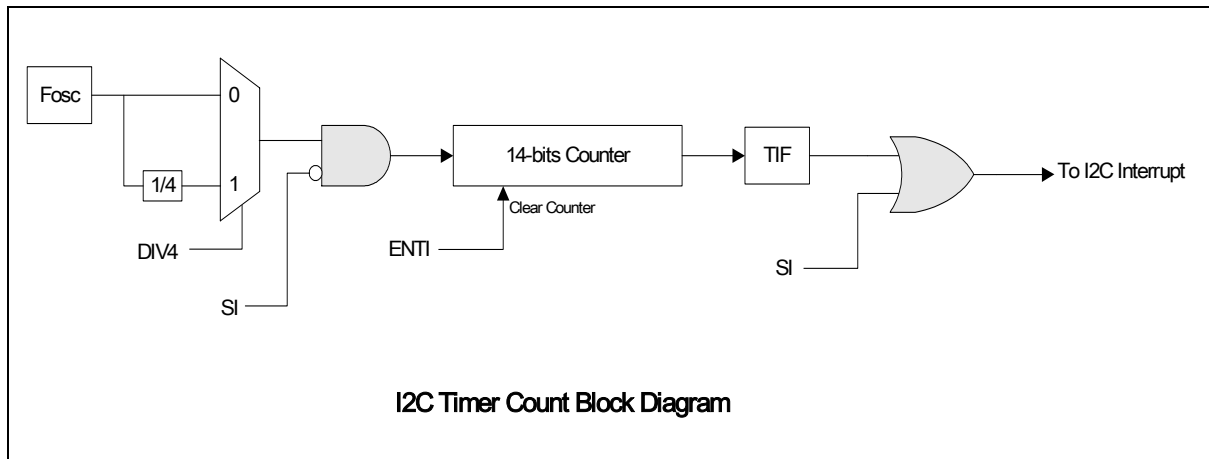 Fosc
0
1/4
1
DIV4
SI
14-bits Counter
Clear Counter
ENTI
TIF
SI
To I2C Interrupt
I2C Timer Count Block Diagram